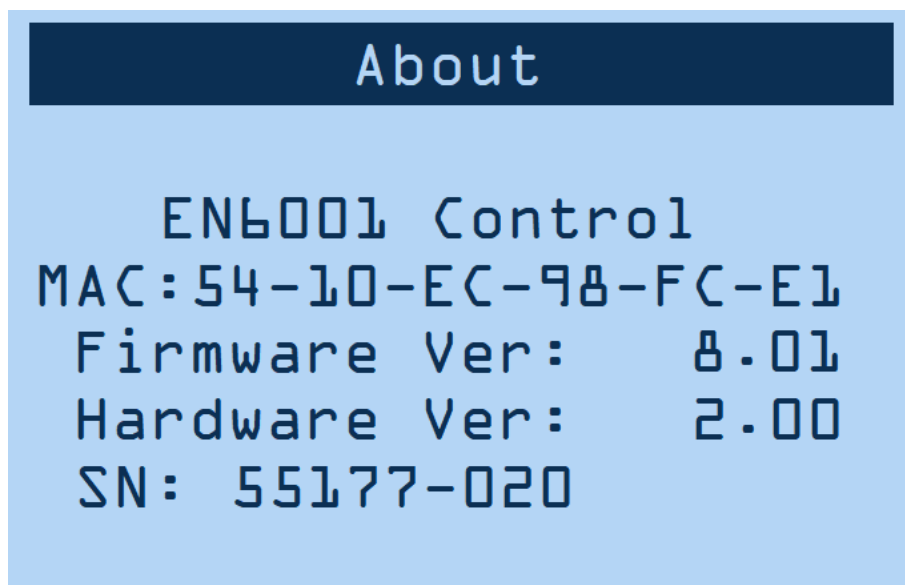 About
EN6001 Control
MAC:54-10-EC-98-FC-E1
Firmware Ver: 8.01
Hardware Ver: 2.00
SN: 55177-020